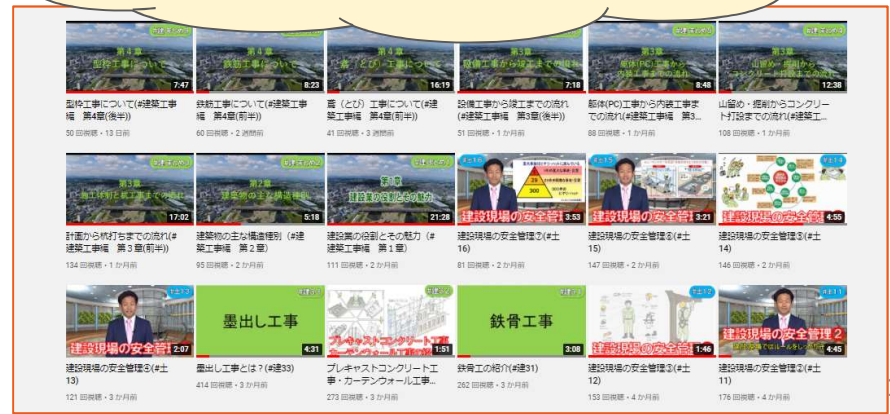 第4章
型枠工事について
7:47
第4章
鉄筋工事について
8:23
第4章
鳶(とび)工事について
16:19
第3章
設備工事から竣工までの流れ
7:18
第3章
躯体(PC)工事から
内装工事までの流れ
8:48
第3章
山留め・掘削から
コンクリート打設までの流れ
12:38
型枠工事について(#建築工事
編 第4章(後半))
50 回視聴・13 日前
鉄筋工事について(#建築工事
編 第4章(前半))
60 回視聴・2 週間前
鳶(とび)工事について(#建
築工事編 第4章(前半))
41 回視聴・3 週間前
設備工事から竣工までの流れ
(#建築工事編 第3章(後半))
51 回視聴・1 か月前
躯体(PC)工事から内装工事ま
での流れ(#建築工事編 第3...
88 回視聴・1 か月前
山留め・掘削からコンクリー
ト打設までの流れ(#建築工...
108 回視聴・1 か月前
第3章
17:02
第2章
建築物の主な構造種別
5:18
第1章
建設業の役割とその魅力
21:28
#土16
29
300
建設現場の安全管
3:53
#土15
建設現場の安全管
3:21
#土14
建設現場の安全管
4:55
計画から杭打ちまでの流れ(#
建築工事編 第3章(前半))
134 回視聴・1 か月前
建築物の主な構造種別(#建
築工事編 第2章)
95 回視聴・2 か月前
建設業の役割とその魅力(#
建築工事編 第1章)
111 回視聴・2 か月前
建設現場の安全管理⑦(#土
16)
81 回視聴・2 か月前
建設現場の安全管理⑥(#土
15)
147 回視聴・2 か月前
建設現場の安全管理⑤(#土
14)
146 回視聴・2 か月前
#土13
建設現場の安全管
2:07
墨出し工事
4:31
プレキャストコンクリート工事
カーテンウォール工事
1:51
鉄骨工事
3:08
#土12
建設現場の安全管
1:46
#土11
建設現場の安全管理2
4:45
建設現場の安全管理④(#土
13)
121 回視聴・3 か月前
墨出し工事とは?(#建33)
414 回視聴・3 か月前
プレキャストコンクリート工
事・カーテンウォール工事...
273 回視聴・3 か月前
鉄骨工の紹介(#建31)
262 回視聴・3 か月前
建設現場の安全管理③(#土
12)
153 回視聴・4 か月前
建設現場の安全管理②(#土
11)
176 回視聴・4 か月前